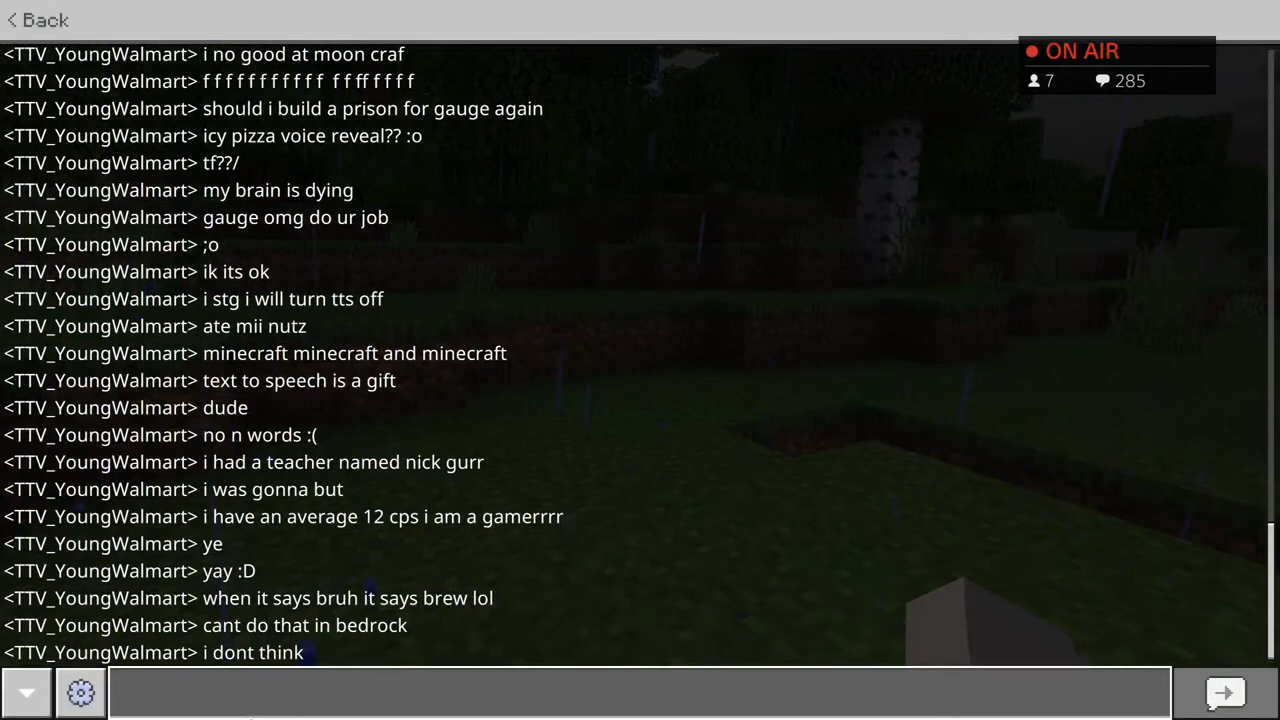 < Back
<TTV_YoungWalmart> i no good at moon craf
ON AIR
<TTV_YoungWalmart> f f f f f f f f f f f  f f ff f f f f
7 285
<TTV_YoungWalmart> should i build a prison for gauge again
<TTV_YoungWalmart> icy pizza voice reveal?? :o
<TTV_YoungWalmart> tf??/
<TTV_YoungWalmart> my brain is dying
<TTV_YoungWalmart> gauge omg do ur job
<TTV_YoungWalmart> ;o
<TTV_YoungWalmart> ik its ok
<TTV_YoungWalmart> i stg i will turn tts off
<TTV_YoungWalmart> ate mii nutz
<TTV_YoungWalmart> minecraft minecraft and minecraft
<TTV_YoungWalmart> text to speech is a gift
<TTV_YoungWalmart> dude
<TTV_YoungWalmart> no n words :(
<TTV_YoungWalmart> i had a teacher named nick gurr
<TTV_YoungWalmart> i was gonna but
<TTV_YoungWalmart> i have an average 12 cps i am a gamerrrr
<TTV_YoungWalmart> ye
<TTV_YoungWalmart> yay :D
<TTV_YoungWalmart> when it says bruh it says brew lol
<TTV_YoungWalmart> cant do that in bedrock
<TTV_YoungWalmart> i dont think